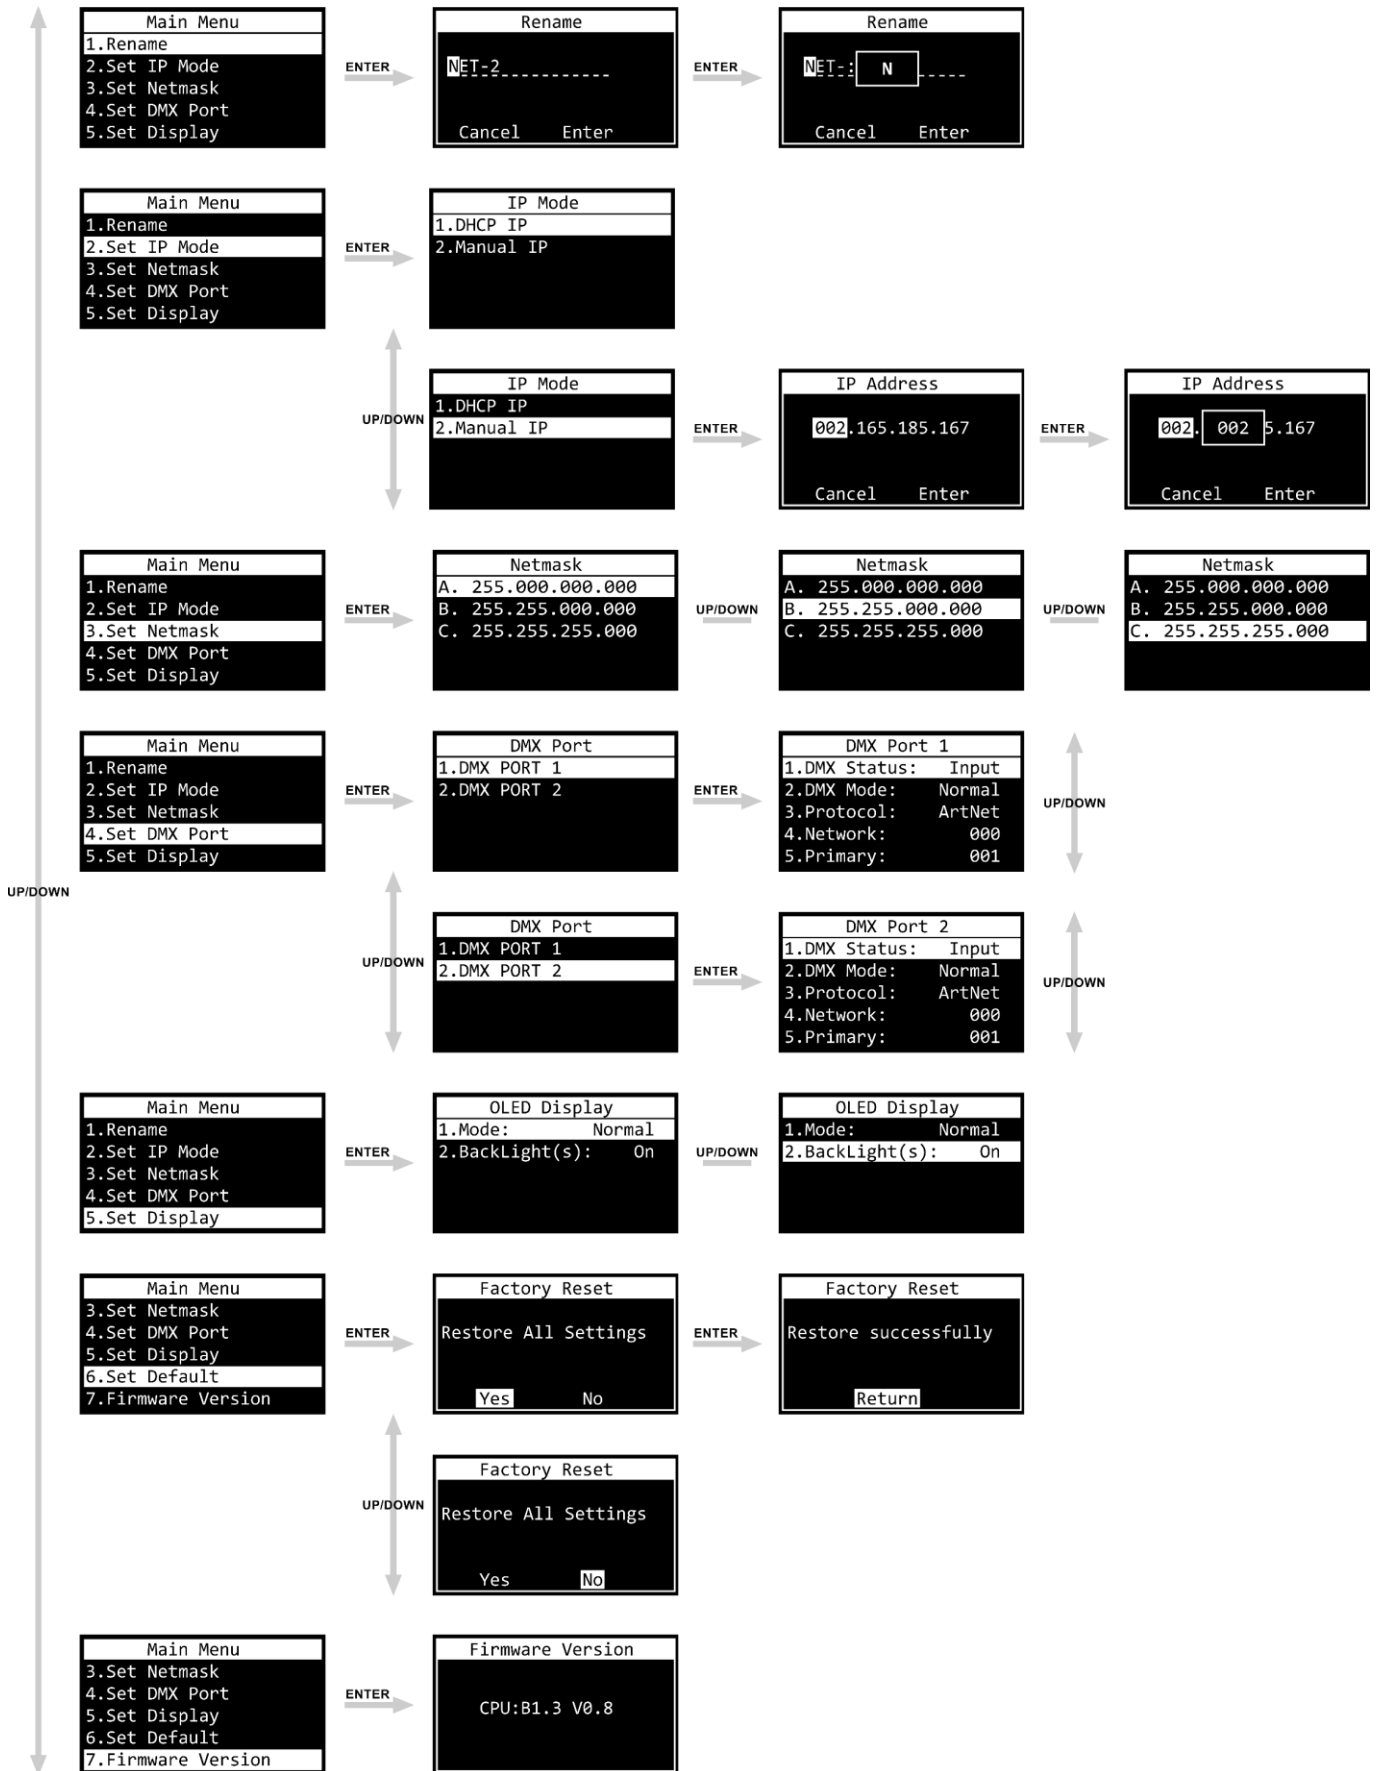 Main Menu
1.Rename
2.Set IP Mode
3.Set Netmask
4.Set DMX Port
5.Set Display
ENTER
Rename
NET-2
Cancel Enter
ENTER
Rename
NET-: N
Cancel Enter
Main Menu
1.Rename
2.Set IP Mode
3.Set Netmask
4.Set DMX Port
5.Set Display
ENTER
IP Mode
1.DHCP IP
2.Manual IP
UP/DOWN
IP Mode
1.DHCP IP
2.Manual IP
ENTER
IP Address
002.165.185.167
Cancel Enter
ENTER
IP Address
002. 002 5.167
Cancel Enter
Main Menu
1.Rename
2.Set IP Mode
3.Set Netmask
4.Set DMX Port
5.Set Display
ENTER
Netmask
A. 255.000.000.000
B. 255.255.000.000
C. 255.255.255.000
UP/DOWN
Netmask
A. 255.000.000.000
B. 255.255.000.000
C. 255.255.255.000
UP/DOWN
Netmask
A. 255.000.000.000
B. 255.255.000.000
C. 255.255.255.000
Main Menu
1.Rename
2.Set IP Mode
3.Set Netmask
4.Set DMX Port
5.Set Display
ENTER
DMX Port
1.DMX PORT 1
2.DMX PORT 2
ENTER
DMX Port 1
1.DMX Status: Input
2.DMX Mode: Normal
3.Protocol: ArtNet
4.Network: 000
5.Primary: 001
UP/DOWN
UP/DOWN
UP/DOWN
DMX Port
1.DMX PORT 1
2.DMX PORT 2
ENTER
DMX Port 2
1.DMX Status: Input
2.DMX Mode: Normal
3.Protocol: ArtNet
4.Network: 000
5.Primary: 001
UP/DOWN
Main Menu
1.Rename
2.Set IP Mode
3.Set Netmask
4.Set DMX Port
5.Set Display
ENTER
OLED Display
1.Mode: Normal
2.BackLight(s): On
UP/DOWN
OLED Display
1.Mode: Normal
2.BackLight(s): On
Main Menu
3.Set Netmask
4.Set DMX Port
5.Set Display
6.Set Default
7.Firmware Version
ENTER
Factory Reset
Restore All Settings
Yes No
ENTER
Factory Reset
Restore successfully
Return
UP/DOWN
Factory Reset
Restore All Settings
Yes No
Main Menu
3.Set Netmask
4.Set DMX Port
5.Set Display
6.Set Default
7.Firmware Version
ENTER
Firmware Version
CPU:B1.3 V0.8